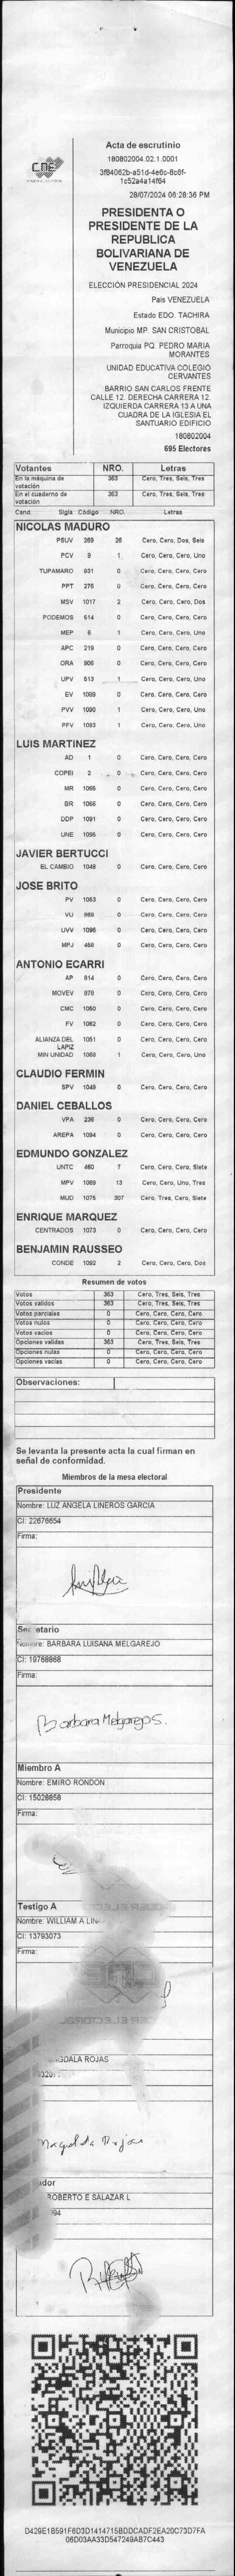 CNE
Acta de escrutinio
180802004.02.1.0001
3f84062b-a51d-4e6c-8c6f-
1c52a4a14f64
28/07/2024 06:28:36 PM
PRESIDENTA O
PRESIDENTE DE LA
REPUBLICA
BOLIVARIANA DE
VENEZUELA
ELECCIÓN PRESIDENCIAL 2024
Pais VENEZUELA
Estado EDO. TACHIRA
Municipio MP. SAN CRISTOBAL
Parroquia PQ. PEDRO MARIA
MORANTES
UNIDAD EDUCATIVA COLEGIO
CERVANTES
BARRIO SAN CARLOS FRENTE
CALLE 12. DERECHA CARRERA 12.
IZQUIERDA CARRERA 13 A UNA
CUADRA DE LA IGLESIA EL
SANTUARIO EDIFICIO
180802004
695 Electores
Votantes NRO. Letras
En la máquina de votación 363 Cero, Tres, Seis, Tres
En el cuaderno de votación 363 Cero, Tres, Seis, Tres
Cand. Sigla Código NRO. Letras
NICOLAS MADURO
PSUV 269 26 Cero, Cero, Dos, Seis
PCV 9 1 Cero, Cero, Cero, Uno
TUPAMARO 931 0 Cero, Cero, Cero, Cero
PPT 276 0 Cero, Cero, Cero, Cero
MSV 1017 2 Cero, Cero, Cero, Dos
PODEMOS 514 0 Cero, Cero, Cero, Cero
MEP 6 1 Cero, Cero, Cero, Uno
APC 219 0 Cero, Cero, Cero, Cero
ORA 906 0 Cero, Cero, Cero, Cero
UPV 513 1 Cero, Cero, Cero, Uno
EV 1089 0 Cero, Cero, Cero, Cero
PVV 1090 1 Cero, Cero, Cero, Uno
PFV 1093 1 Cero, Cero, Cero, Uno
LUIS MARTINEZ
AD 1 0 Cero, Cero, Cero, Cero
COPEI 2 0 Cero, Cero, Cero, Cero
MR 1065 0 Cero, Cero, Cero, Cero
BR 1066 0 Cero, Cero, Cero, Cero
DDP 1091 0 Cero, Cero, Cero, Cero
UNE 1095 0 Cero, Cero, Cero, Cero
JAVIER BERTUCCI
EL CAMBIO 1048 0 Cero, Cero, Cero, Cero
JOSE BRITO
PV 1053 0 Cero, Cero, Cero, Cero
VU 868 0 Cero, Cero, Cero, Cero
UVV 1096 0 Cero, Cero, Cero, Cero
MPJ 458 0 Cero, Cero, Cero, Cero
ANTONIO ECARRI
AP 814 0 Cero, Cero, Cero, Cero
MOVEV 878 0 Cero, Cero, Cero, Cero
CMC 1050 0 Cero, Cero, Cero, Cero
FV 1062 0 Cero, Cero, Cero, Cero
ALIANZA DEL LAPIZ 1051 0 Cero, Cero, Cero, Cero
MIN UNIDAD 1068 1 Cero, Cero, Cero, Uno
CLAUDIO FERMIN
SPV 1049 0 Cero, Cero, Cero, Cero
DANIEL CEBALLOS
VPA 236 0 Cero, Cero, Cero, Cero
AREPA 1094 0 Cero, Cero, Cero, Cero
EDMUNDO GONZALEZ
UNTC 460 7 Cero, Cero, Cero, Siete
MPV 1069 13 Cero, Cero, Uno, Tres
MUD 1075 307 Cero, Tres, Cero, Siete
ENRIQUE MARQUEZ
CENTRADOS 1073 0 Cero, Cero, Cero, Cero
BENJAMIN RAUSSEO
CONDE 1092 2 Cero, Cero, Cero, Dos
Resumen de votos
Votos 363 Cero, Tres, Seis, Tres
Votos validos 363 Cero, Tres, Seis, Tres
Votos parciales 0 Cero, Cero, Cero, Cero
Votos nulos 0 Cero, Cero, Cero, Cero
Votos vacios 0 Cero, Cero, Cero, Cero
Opciones validas 363 Cero, Tres, Seis, Tres
Opciones nulas 0 Cero, Cero, Cero, Cero
Opciones vacias 0 Cero, Cero, Cero, Cero
Observaciones:
Se levanta la presente acta la cual firman en
señal de conformidad.
Miembros de la mesa electoral
Presidente
Nombre: LUZ ANGELA LINEROS GARCIA
CI: 22676654
Firma:
Secretario
Nombre: BARBARA LUISANA MELGAREJO
CI: 19768868
Firma:
Barbara Melgarejo S.
Miembro A
Nombre: EMIRO RONDON
CI: 15028858
Firma:
Testigo A
Nombre: WILLIAM A LIN
CI: 13793073
Firma:
PODER ELECTORAL
CNE
PODER ELECTORAL
GDALA ROJAS
Magdala Rojas
ador
ROBERTO E SALAZAR L
D429E1B591F6D3D1414715BDDCADF2EA20C73D7FA
06D03AA33D547249AB7C443